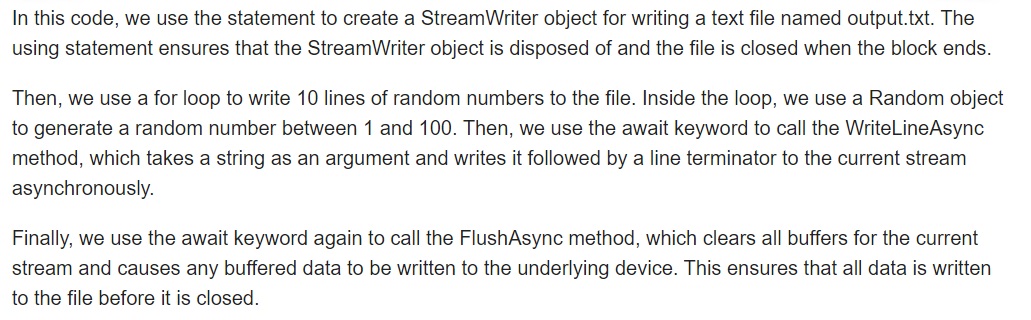 In this code, we use the statement to create a StreamWriter object for writing a text file named output.txt. The
using statement ensures that the StreamWriter object is disposed of and the file is closed when the block ends.
Then, we use a for loop to write 10 lines of random numbers to the file. Inside the loop, we use a Random object
to generate a random number between 1 and 100. Then, we use the await keyword to call the WriteLineAsync
method, which takes a string as an argument and writes it followed by a line terminator to the current stream
asynchronously.
Finally, we use the await keyword again to call the FlushAsync method, which clears all buffers for the current
stream and causes any buffered data to be written to the underlying device. This ensures that all data is written
to the file before it is closed.